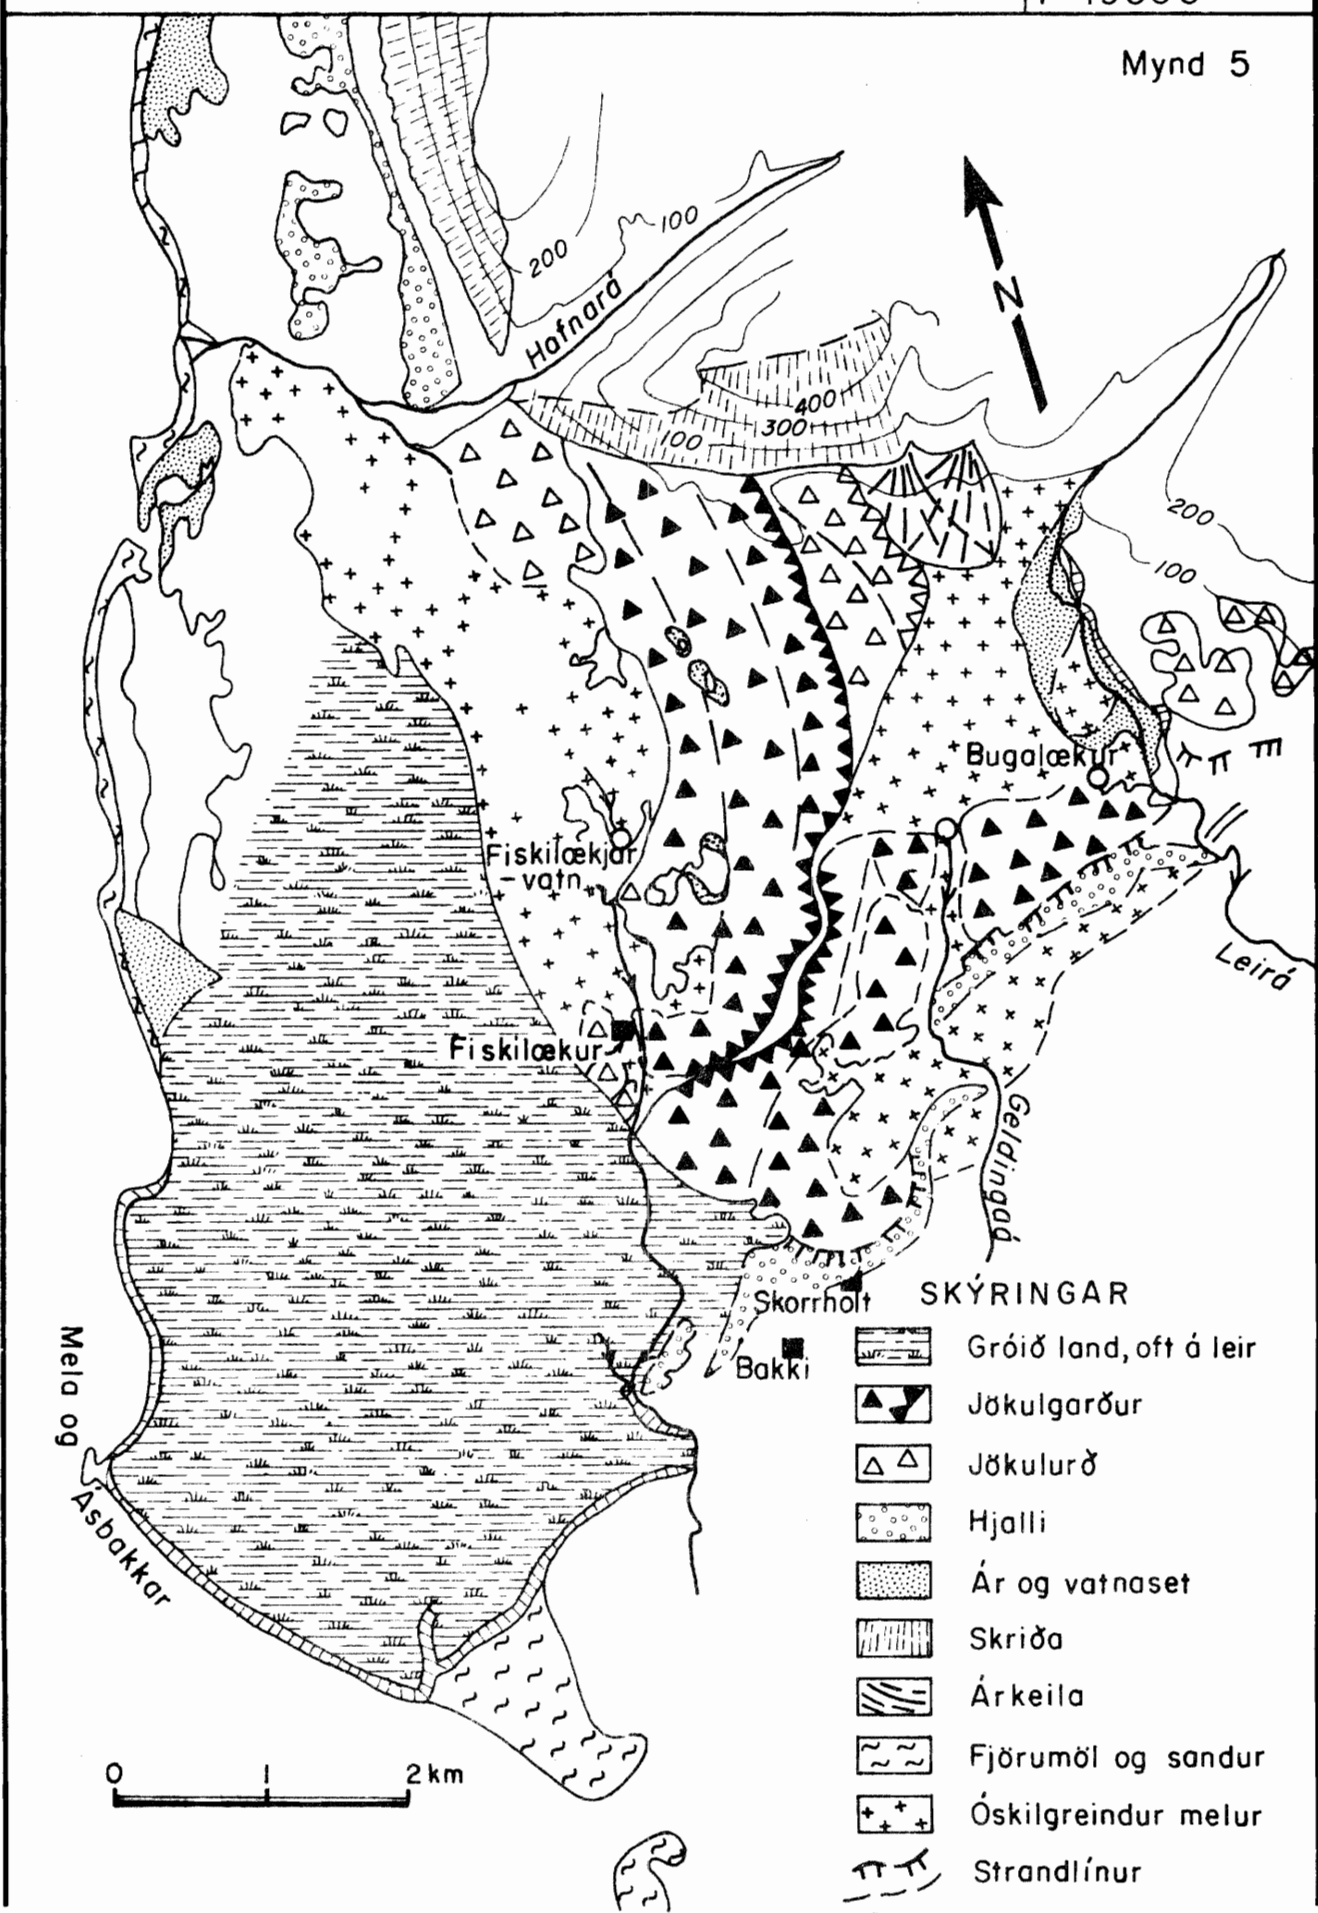 Mynd 5
100
200
Hafnará
N
400
300
100
200
100
Bugalækur
Fiskilækjar
-vatn
Leirá
Fiskilækur
Geldingaá
Skorrholt
Bakki
Mela og
Ásbakkar
SKÝRINGAR
Gróið land, oft á leir
Jökulgarður
Jökulurð
Hjalli
Ár og vatnaset
Skriða
Árkeila
Fjörumöl og sandur
Óskilgreindur melur
Strandlínur
0 1 2 km